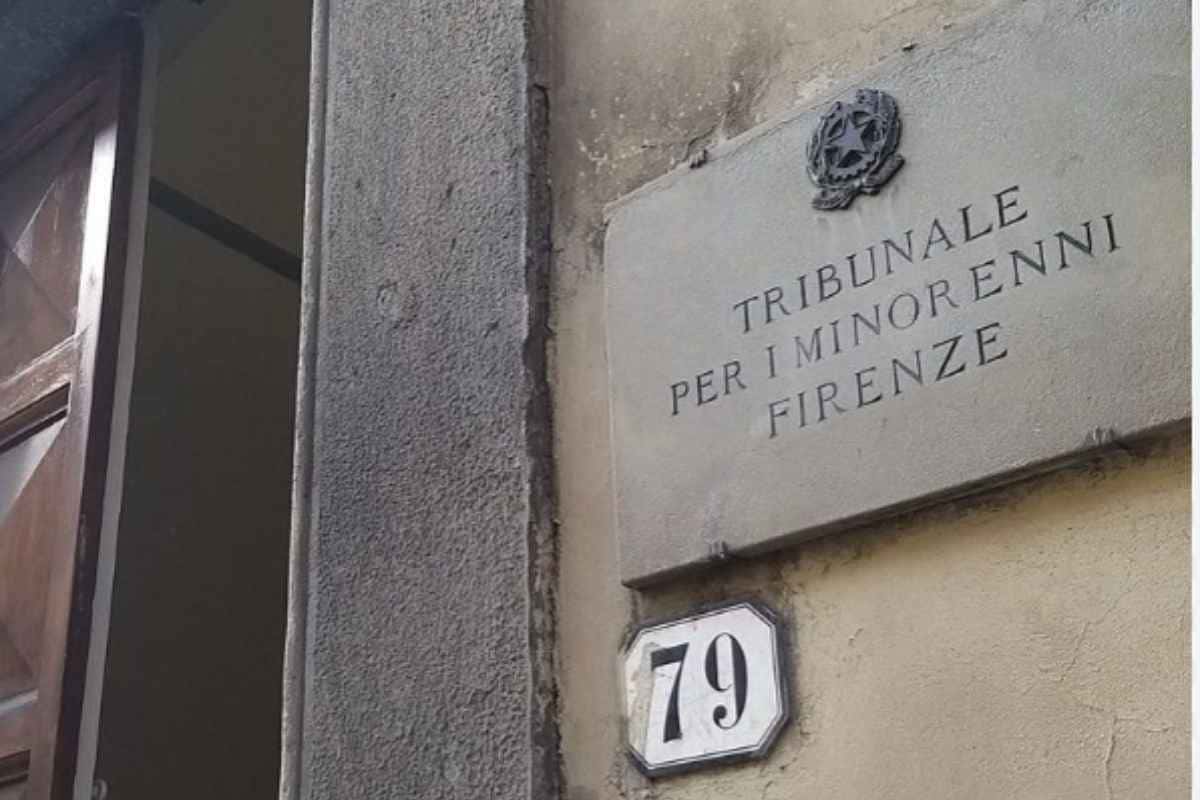 TRIBUNALE
PER I MINORENNI
FIRENZE
79